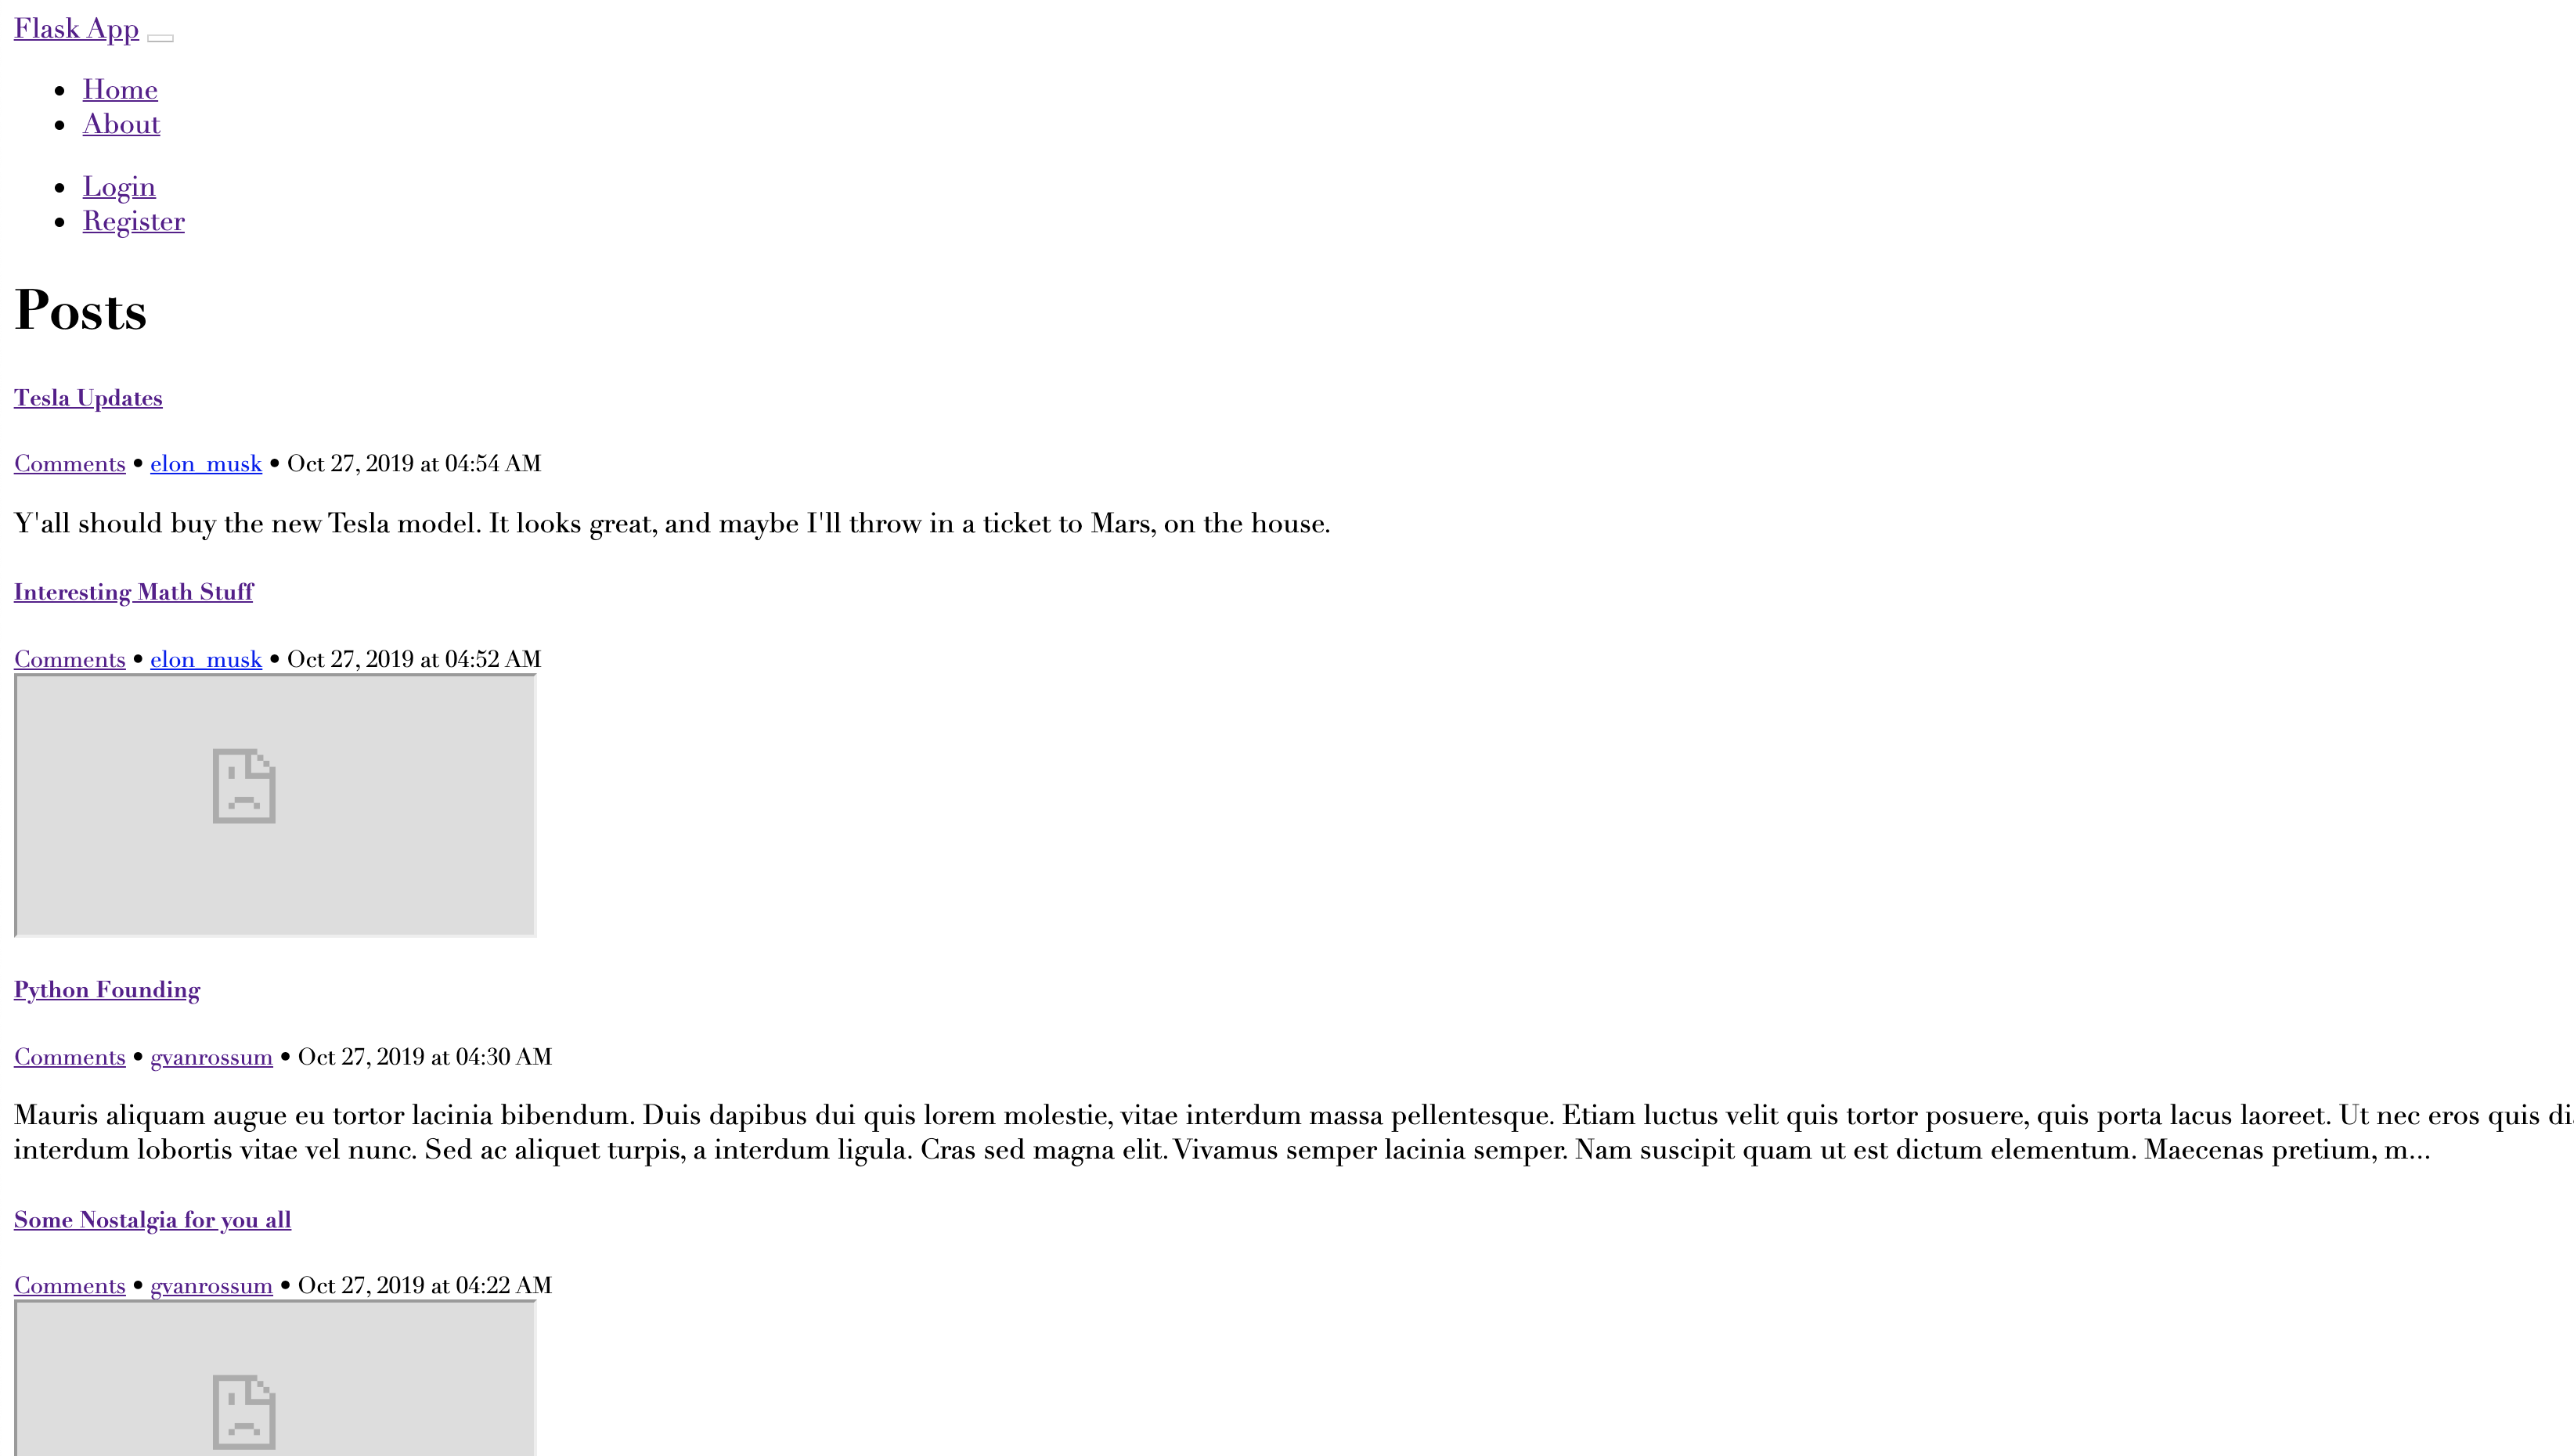 Flask App
Home
About
Login
Register
Posts
Tesla Updates
Comments • elon_musk • Oct 27, 2019 at 04:54 AM
Y'all should buy the new Tesla model. It looks great, and maybe I'll throw in a ticket to Mars, on the house.
Interesting Math Stuff
Comments • elon_musk • Oct 27, 2019 at 04:52 AM
Python Founding
Comments • gvanrossum • Oct 27, 2019 at 04:30 AM
Mauris aliquam augue eu tortor lacinia bibendum. Duis dapibus dui quis lorem molestie, vitae interdum massa pellentesque. Etiam luctus velit quis tortor posuere, quis porta lacus laoreet. Ut nec eros quis
interdum lobortis vitae vel nunc. Sed ac aliquet turpis, a interdum ligula. Cras sed magna elit. Vivamus semper lacinia semper. Nam suscipit quam ut est dictum elementum. Maecenas pretium, m...
Some Nostalgia for you all
Comments • gvanrossum • Oct 27, 2019 at 04:22 AM